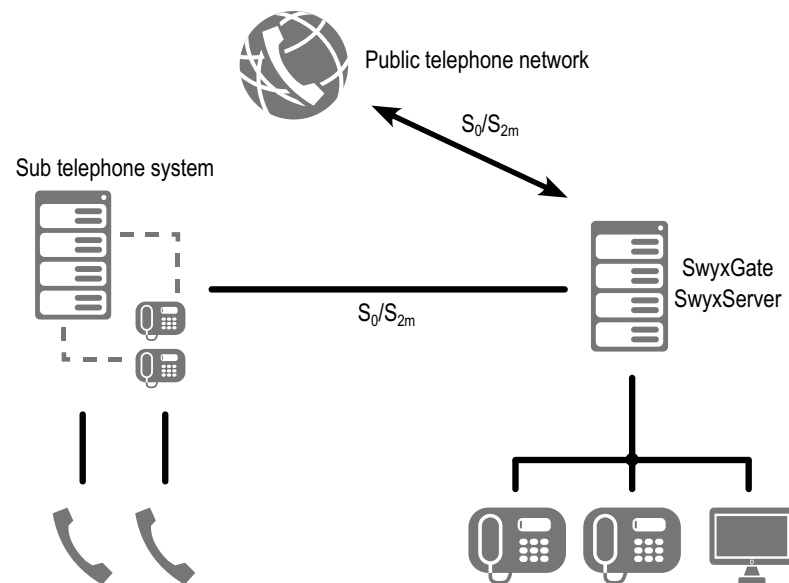 Public telephone network
S₀/S₂ₘ
Sub telephone system
SwyxGate
SwyxServer
S₀/S₂ₘ